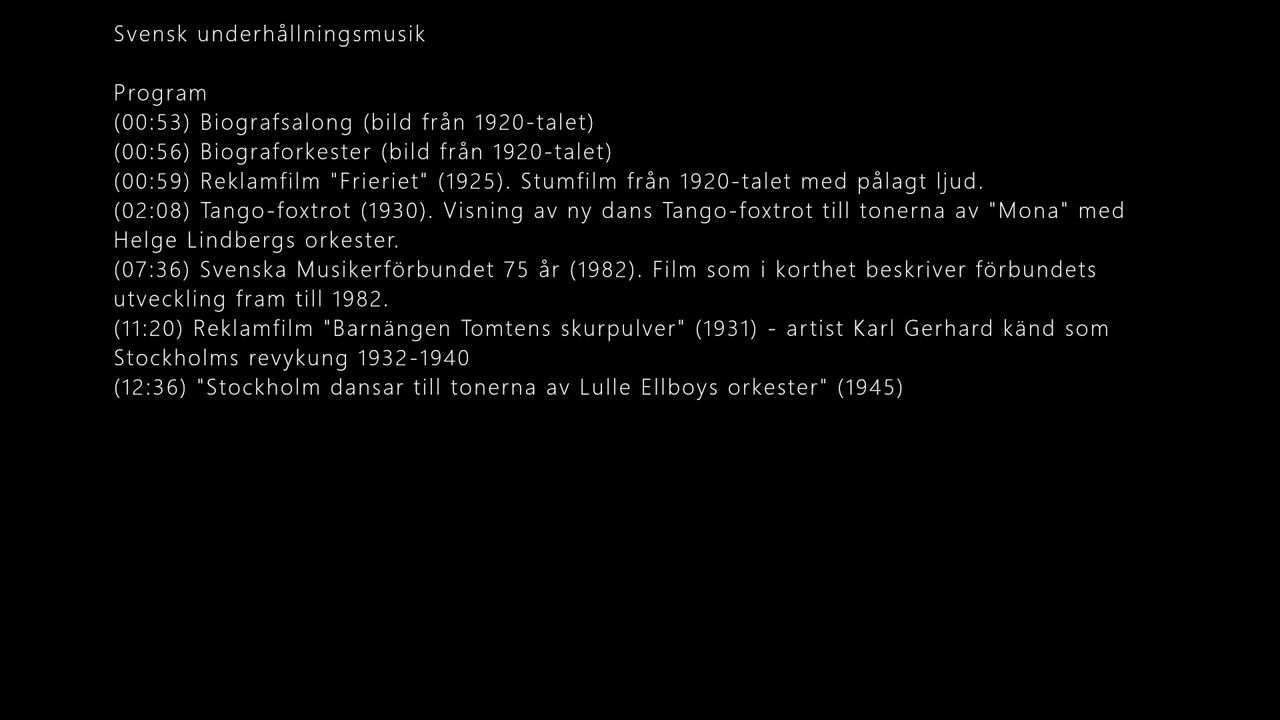 Svensk underhållningsmusik
Program
(00:53) Biografsalong (bild från 1920-talet)
(00:56) Biograforkester (bild från 1920-talet)
(00:59) Reklamfilm "Frieriet" (1925). Stumfilm från 1920-talet med pålagt ljud.
(02:08) Tango-foxtrot (1930). Visning av ny dans Tango-foxtrot till tonerna av "Mona" med
Helge Lindbergs orkester.
(07:36) Svenska Musikerförbundet 75 år (1982). Film som i korthet beskriver förbundets
utveckling fram till 1982.
(11:20) Reklamfilm "Barnängen Tomtens skurpulver" (1931) - artist Karl Gerhard känd som
Stockholms revykung 1932-1940
(12:36) "Stockholm dansar till tonerna av Lulle Ellboys orkester" (1945)